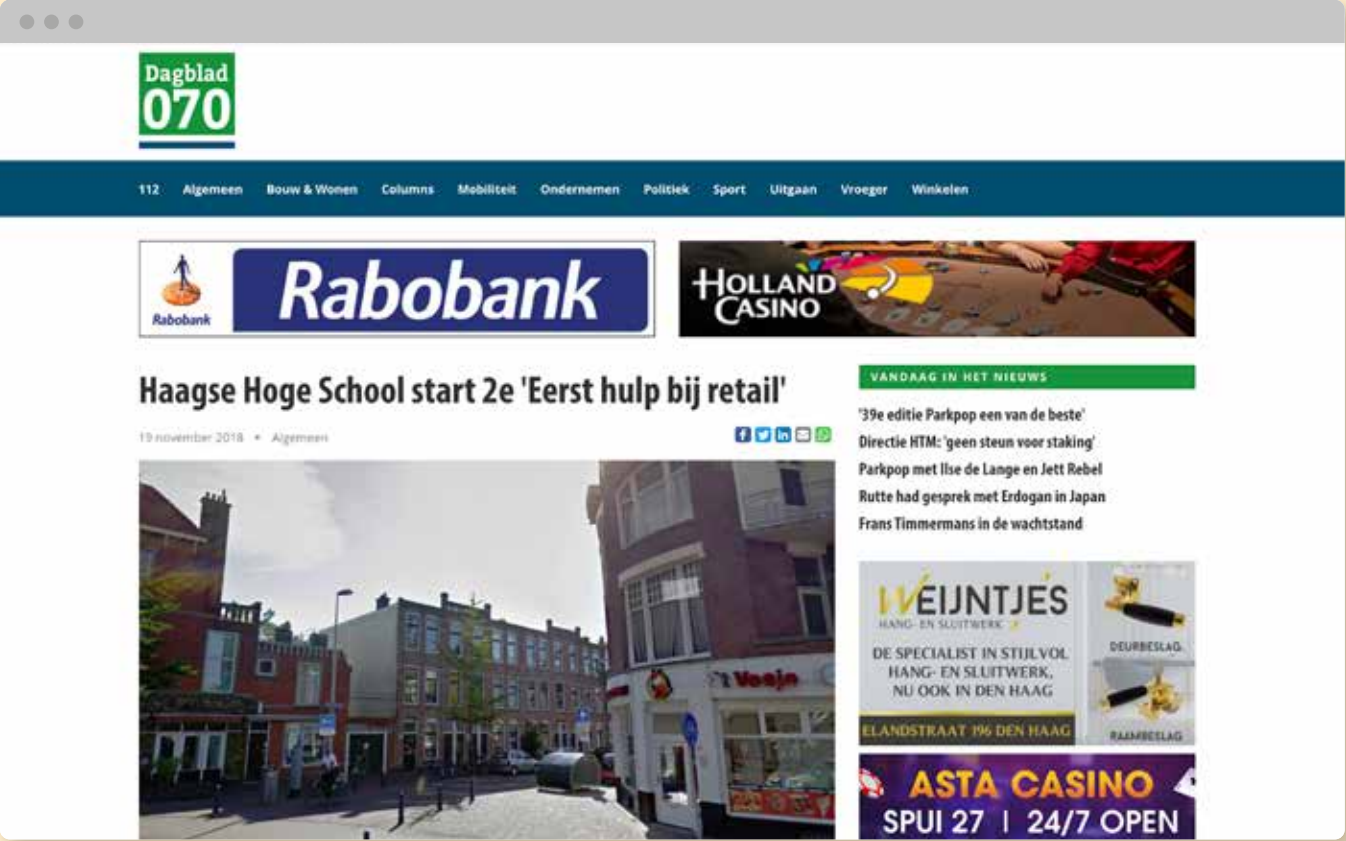 Dagblad
070
112 Algemeen Bouw & Wonen Columns Mobiliteit Ondernemen Politiek Sport Uitgaan Vroeger Winkelen
Rabobank
Rabobank
HOLLAND
CASINO
Haagse Hoge School start 2e 'Eerst hulp bij retail'
19 november 2018 • Algemeen
VANDAAG IN HET NIEUWS
'39e editie Parkpop een van de beste'
Directie HTM: 'geen steun voor staking'
Parkpop met Ilse de Lange en Jett Rebel
Rutte had gesprek met Erdogan in Japan
Frans Timmermans in de wachtstand
WEIJNTJES
HANG- EN SLUITWERK
DE SPECIALIST IN STIJLVOL
HANG- EN SLUITWERK,
NU OOK IN DEN HAAG
ELANDSTRAAT 196 DEN HAAG
DEURBESLAG
RAAMBESLAG
ASTA CASINO
SPUI 27 | 24/7 OPEN